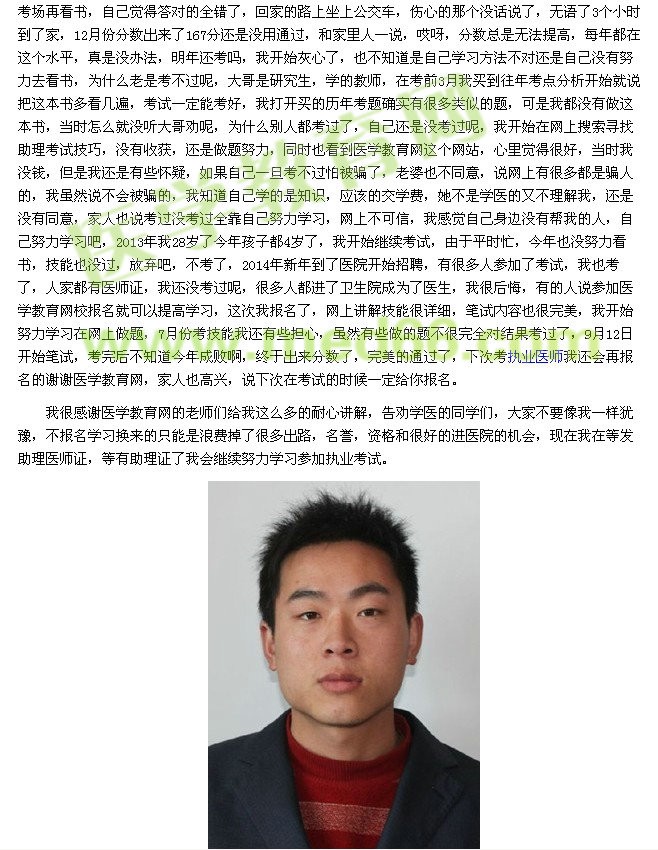 考场再看书，自己觉得答对的全错了，回家的路上坐上公交车，伤心的那个没话说了，无语了3个小时
到了家，12月份分数出来了167分还是没用通过，和家里人一说，哎呀，分数总是无法提高，每年都在
这个水平，真是没办法，明年还考吗，我开始灰心了，也不知道是自己学习方法不对还是自己没有努
力去看书，为什么老是考不过呢，大哥是研究生，学的教师，在考前3月我买到往年考点分析开始就说
把这本书多看几遍，考试一定能考好，我打开买的历年考题确实有很多类似的题，可是我都没有做这
本书，当时怎么就没听大哥劝呢，为什么别人都考过了，自己还是没考过呢，我开始在网上搜索寻找
助理考试技巧，没有收获，还是做题努力，同时也看到医学教育网这个网站，心里觉得很好，当时我
没钱，但是我还是有些怀疑，如果自己一旦考不过怕被骗了，老婆也不同意，说网上有很多都是骗人
的，我虽然说不会被骗的，我知道自己学的是知识，应该的交学费，她不是学医的又不理解我，还是
没有同意，家人也说考过没考过全靠自己努力学习，网上不可信，我感觉自己身边没有帮我的人，自
己努力学习吧，2013年我28岁了今年孩子都4岁了，我开始继续考试，由于平时忙，今年也没努力看
书，技能也没过，放弃吧，不考了，2014年新年到了医院开始招聘，有很多人参加了考试，我也考
了，人家都有医师证，我还没考过呢，很多人都进了卫生院成为了医生，我很后悔，有的人说参加医
学教育网校报名就可以提高学习，这次我报名了，网上讲解技能很详细，笔试内容也很完美，我开始
努力学习在网上做题，7月份考技能我还有些担心，虽然有些做的题不很完全对结果考过了，9月12日
开始笔试，考完后不知道今年成败啊，终于出来分数了，完美的通过了，下次考执业医师我还会再报
名的谢谢医学教育网，家人也高兴，说下次在考试的时候一定给你报名。
我很感谢医学教育网的老师们给我这么多的耐心讲解，告劝学医的同学们，大家不要像我一样犹
豫，不报名学习换来的只能是浪费掉了很多出路，名誉，资格和很好的进医院的机会，现在我在等发
助理医师证，等有助理证了我会继续努力学习参加执业考试。
医学教育网
www.med66.com